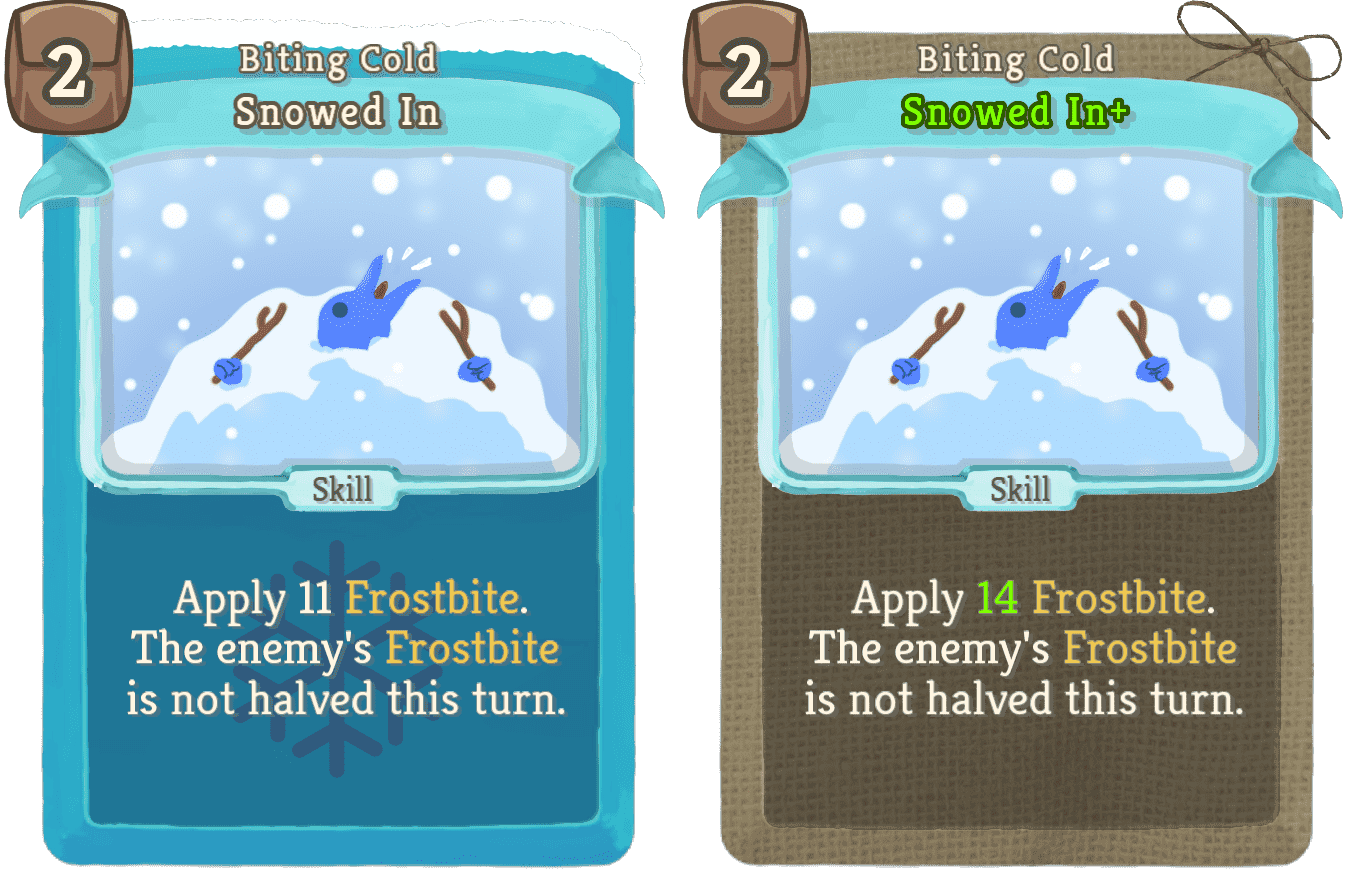 2
Biting Cold
Snowed In
Skill
Apply 11 Frostbite.
The enemy's Frostbite
is not halved this turn.
2
Biting Cold
Snowed In+
Skill
Apply 14 Frostbite.
The enemy's Frostbite
is not halved this turn.